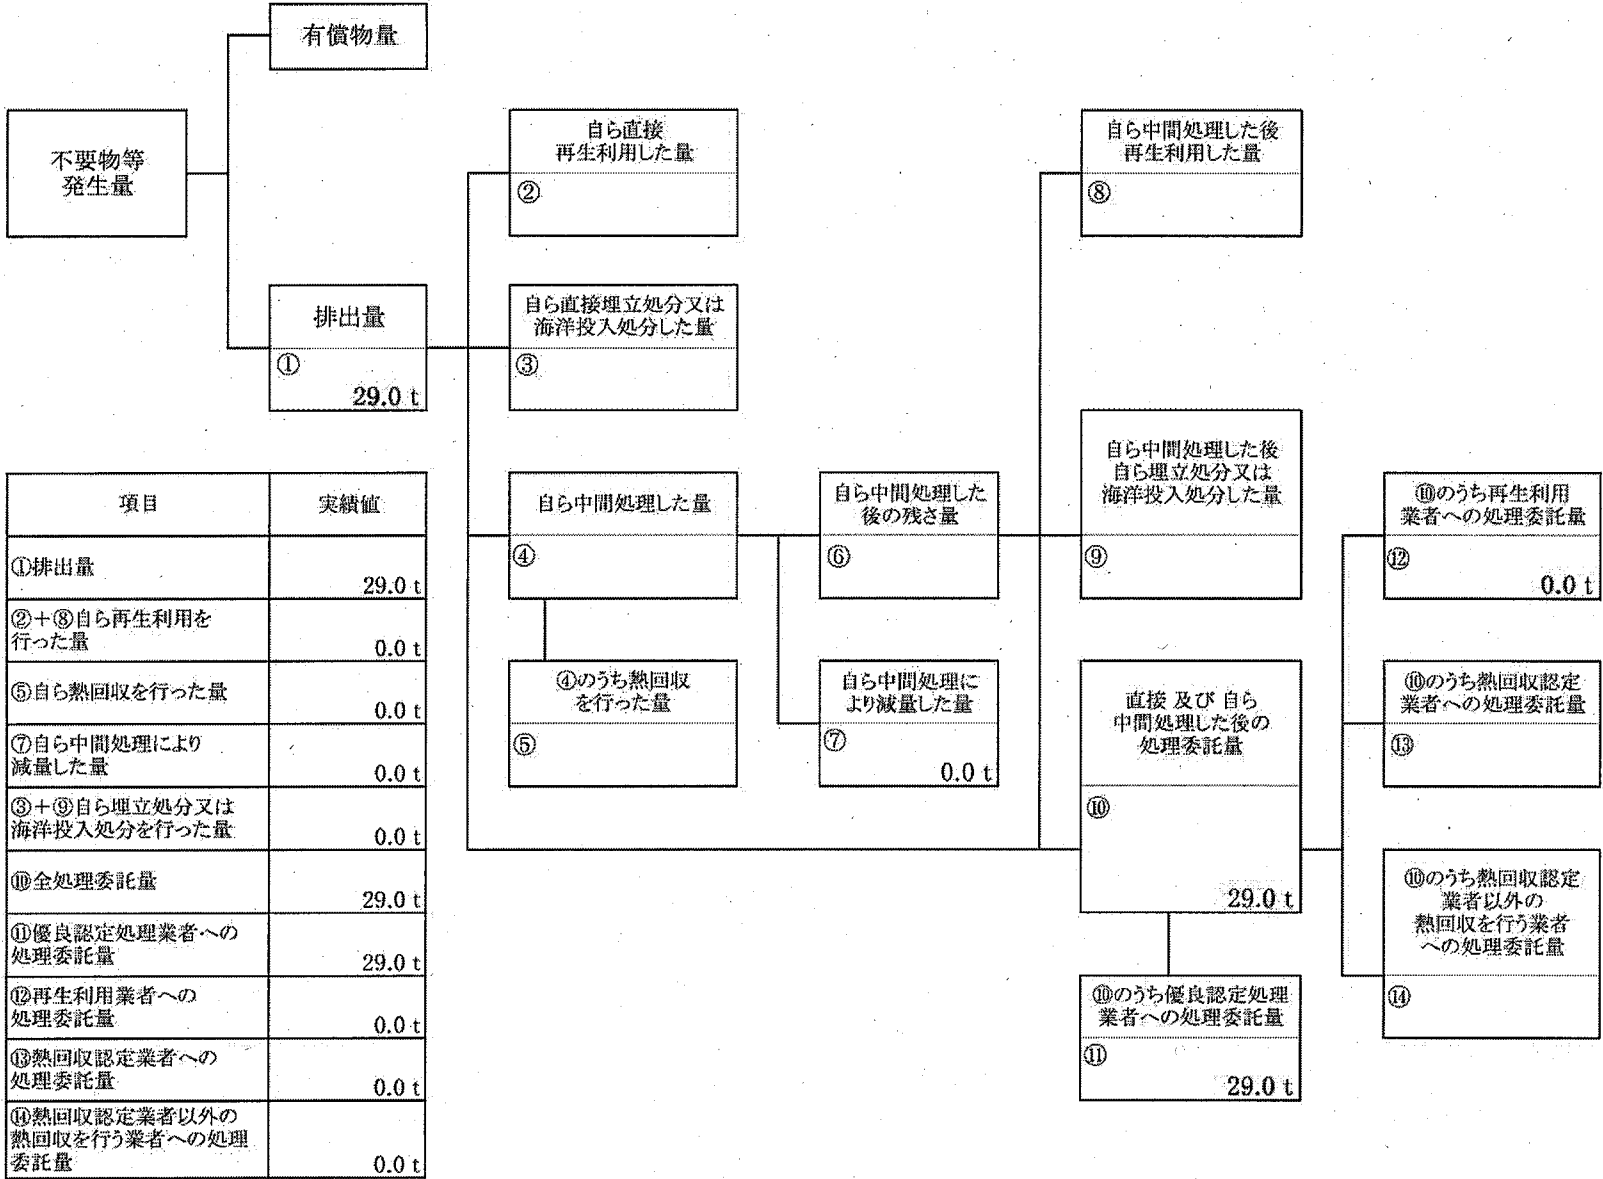 有償物量
不要物等
発生量
排出量
①
29.0 t
自ら直接
再生利用した量
②
自ら直接埋立処分又は
海洋投入処分した量
③
自ら中間処理した量
④
④のうち熱回収
を行った量
⑤
自ら中間処理した
後の残さ量
⑥
自ら中間処理に
より減量した量
⑦
0.0 t
自ら中間処理した後
再生利用した量
⑧
自ら中間処理した後
自ら埋立処分又は
海洋投入処分した量
⑨
直接 及び 自ら
中間処理した後の
処理委託量
⑩
29.0 t
⑩のうち優良認定処理
業者への処理委託量
⑪
29.0 t
⑩のうち再生利用
業者への処理委託量
⑫
0.0 t
⑩のうち熱回収認定
業者への処理委託量
⑬
⑩のうち熱回収認定
業者以外の
熱回収を行う業者
への処理委託量
⑭
項目 実績値
①排出量
29.0 t
②＋⑧自ら再生利用を
行った量
0.0 t
⑤自ら熱回収を行った量
0.0 t
⑦自ら中間処理により
減量した量
0.0 t
③＋⑨自ら埋立処分又は
海洋投入処分を行った量
0.0 t
⑩全処理委託量
29.0 t
⑪優良認定処理業者への
処理委託量
29.0 t
⑫再生利用業者への
処理委託量
0.0 t
⑬熱回収認定業者への
処理委託量
0.0 t
⑭熱回収認定業者以外の
熱回収を行う業者への処理
委託量
0.0 t